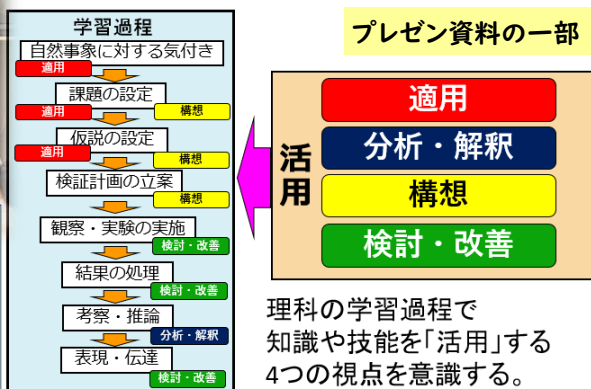 学習過程
自然事象に対する気付き
適用
課題の設定
適用
構想
仮説の設定
適用
構想
検証計画の立案
構想
観察・実験の実施
検討・改善
結果の処理
検討・改善
考察・推論
分析・解釈
表現・伝達
検討・改善
プレゼン資料の一部
活用
適用
分析・解釈
構想
検討・改善
理科の学習過程で
知識や技能を「活用」する
4つの視点を意識する。